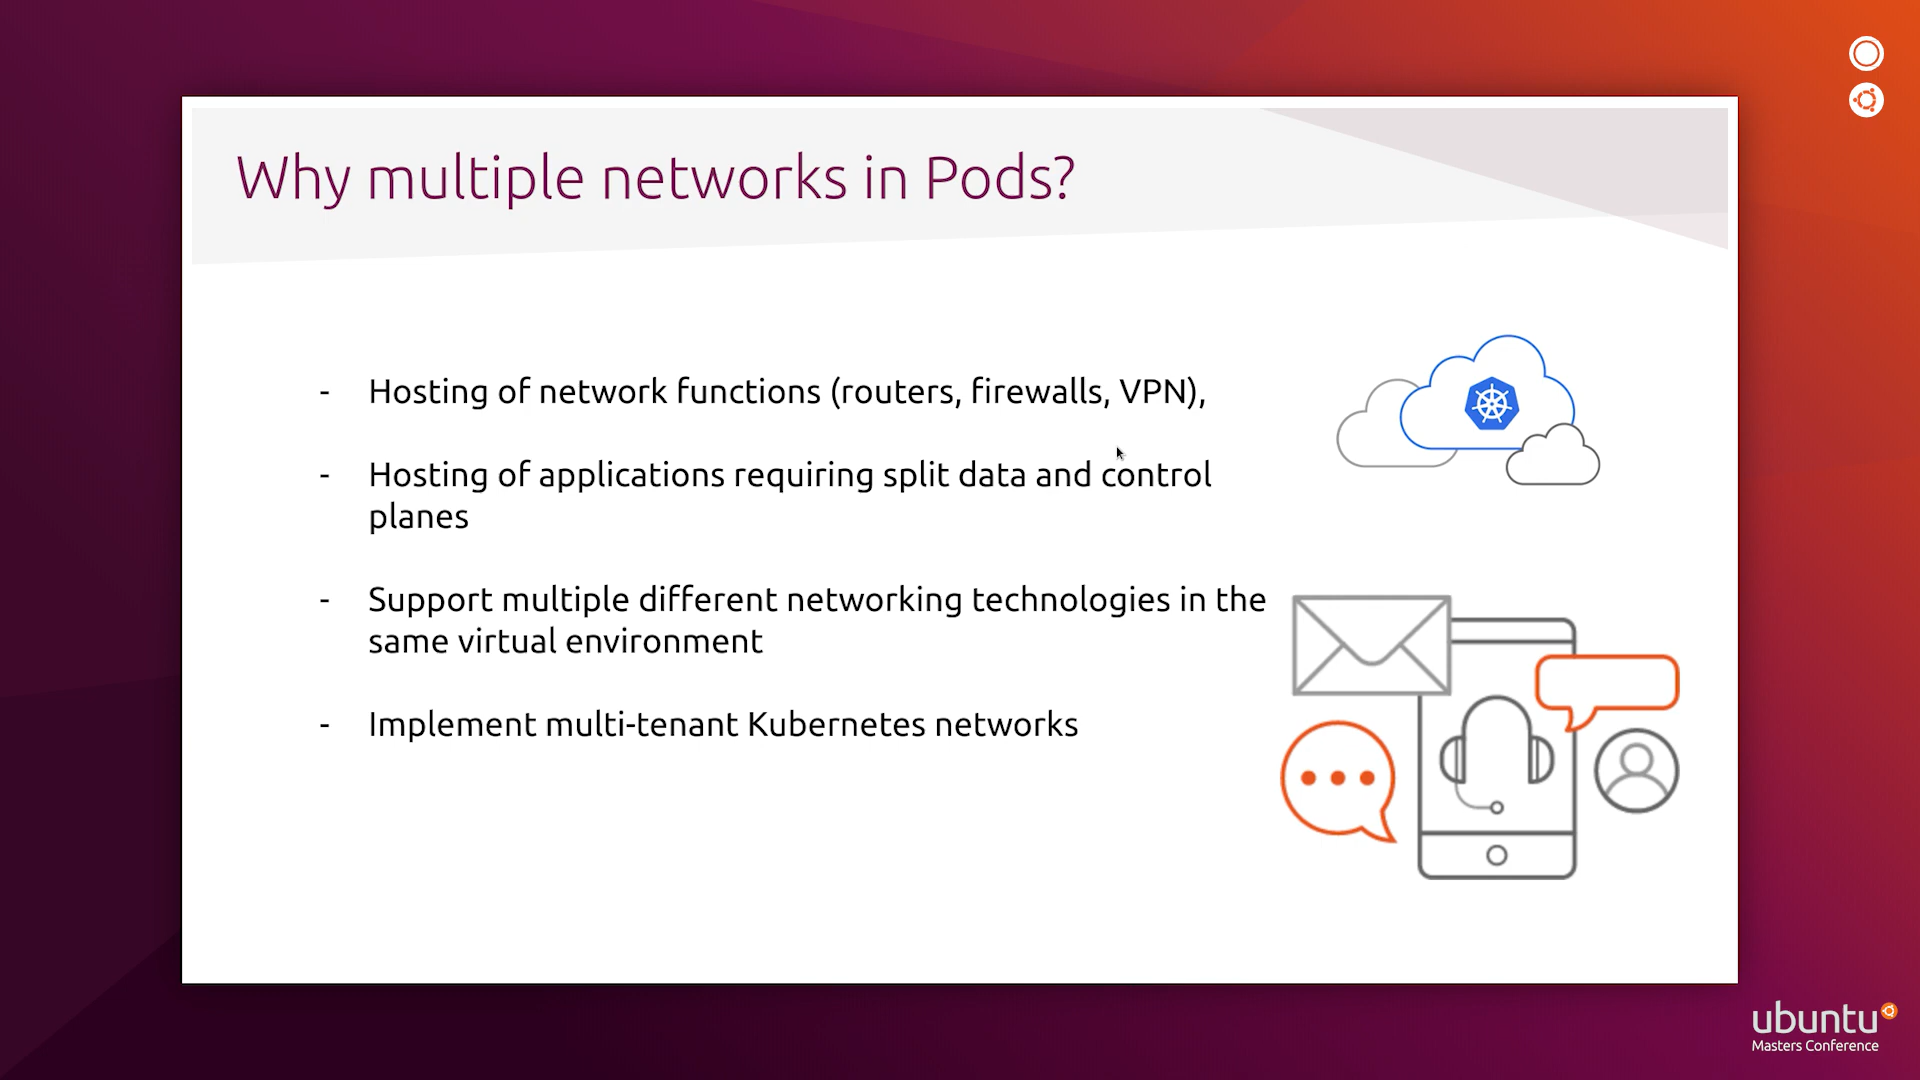 Why multiple networks in Pods?
- Hosting of network functions (routers, firewalls, VPN),
- Hosting of applications requiring split data and control
planes
- Support multiple different networking technologies in the
same virtual environment
- Implement multi-tenant Kubernetes networks
ubuntu
Masters Conference